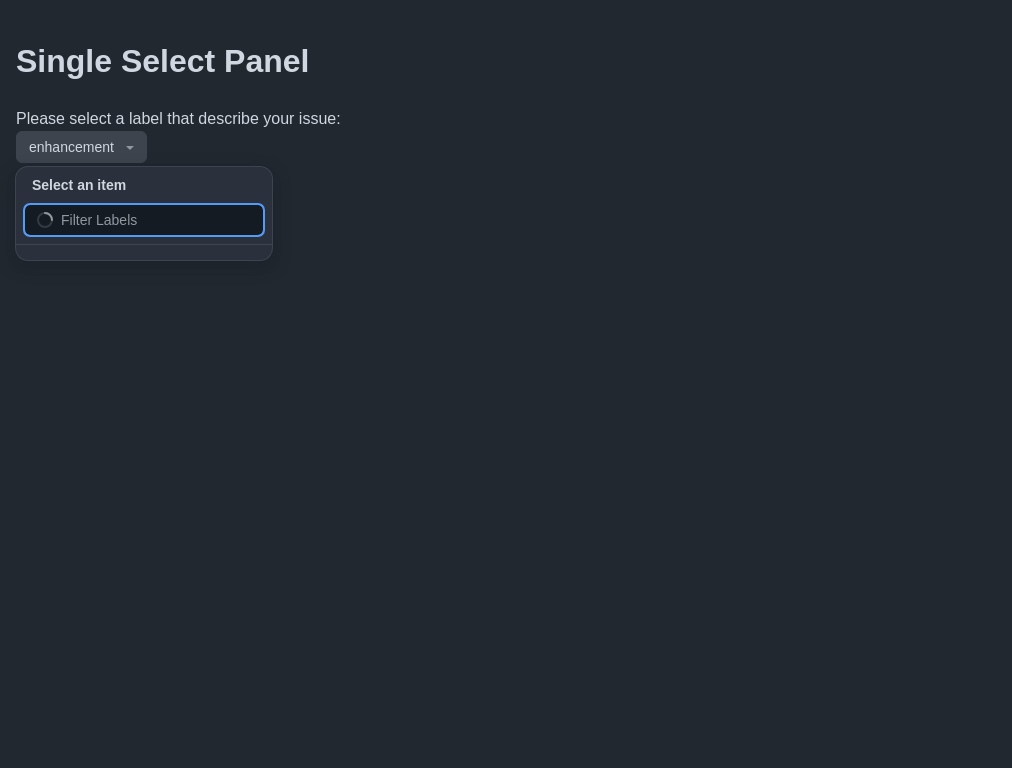 Single Select Panel
Please select a label that describe your issue:
enhancement
Select an item
Filter Labels